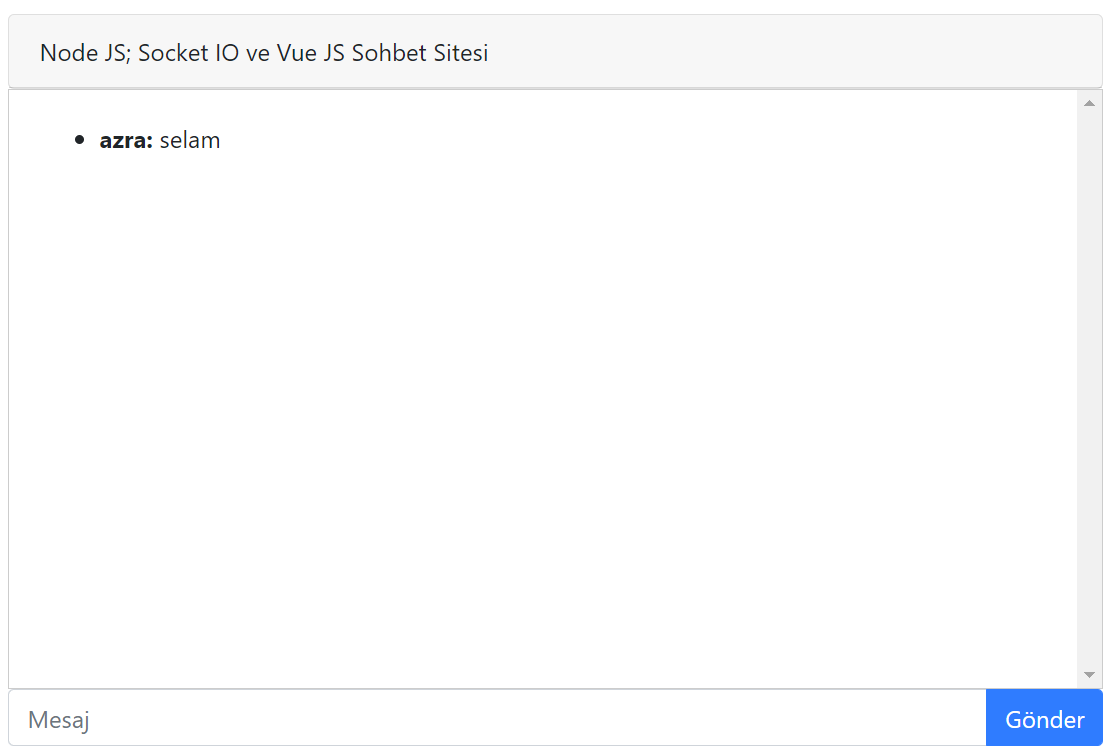 Node JS; Socket IO ve Vue JS Sohbet Sitesi
azra: selam
Mesaj
Gönder